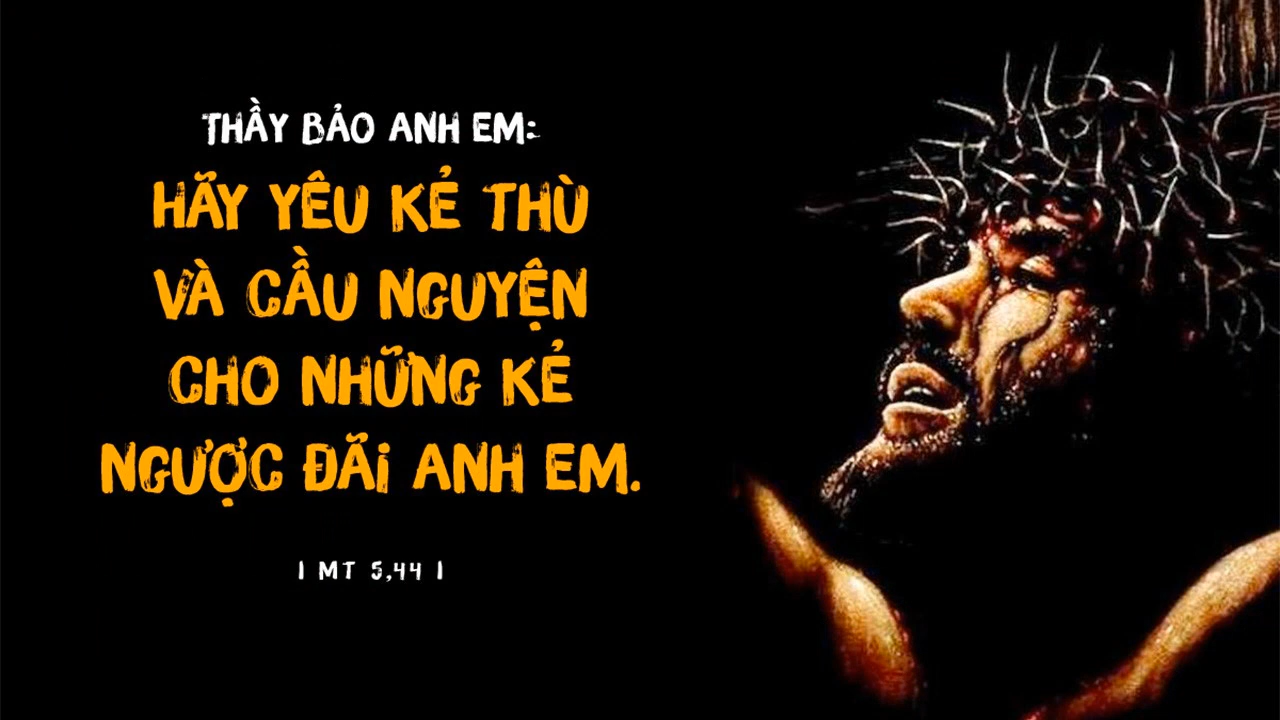 THẦY BẢO ANH EM:
HÃY YÊU KẺ THÙ
VÀ CẦU NGUYỆN
CHO NHỮNG KẺ
NGƯỢC ĐÃI ANH EM.
| MT 5,44 |